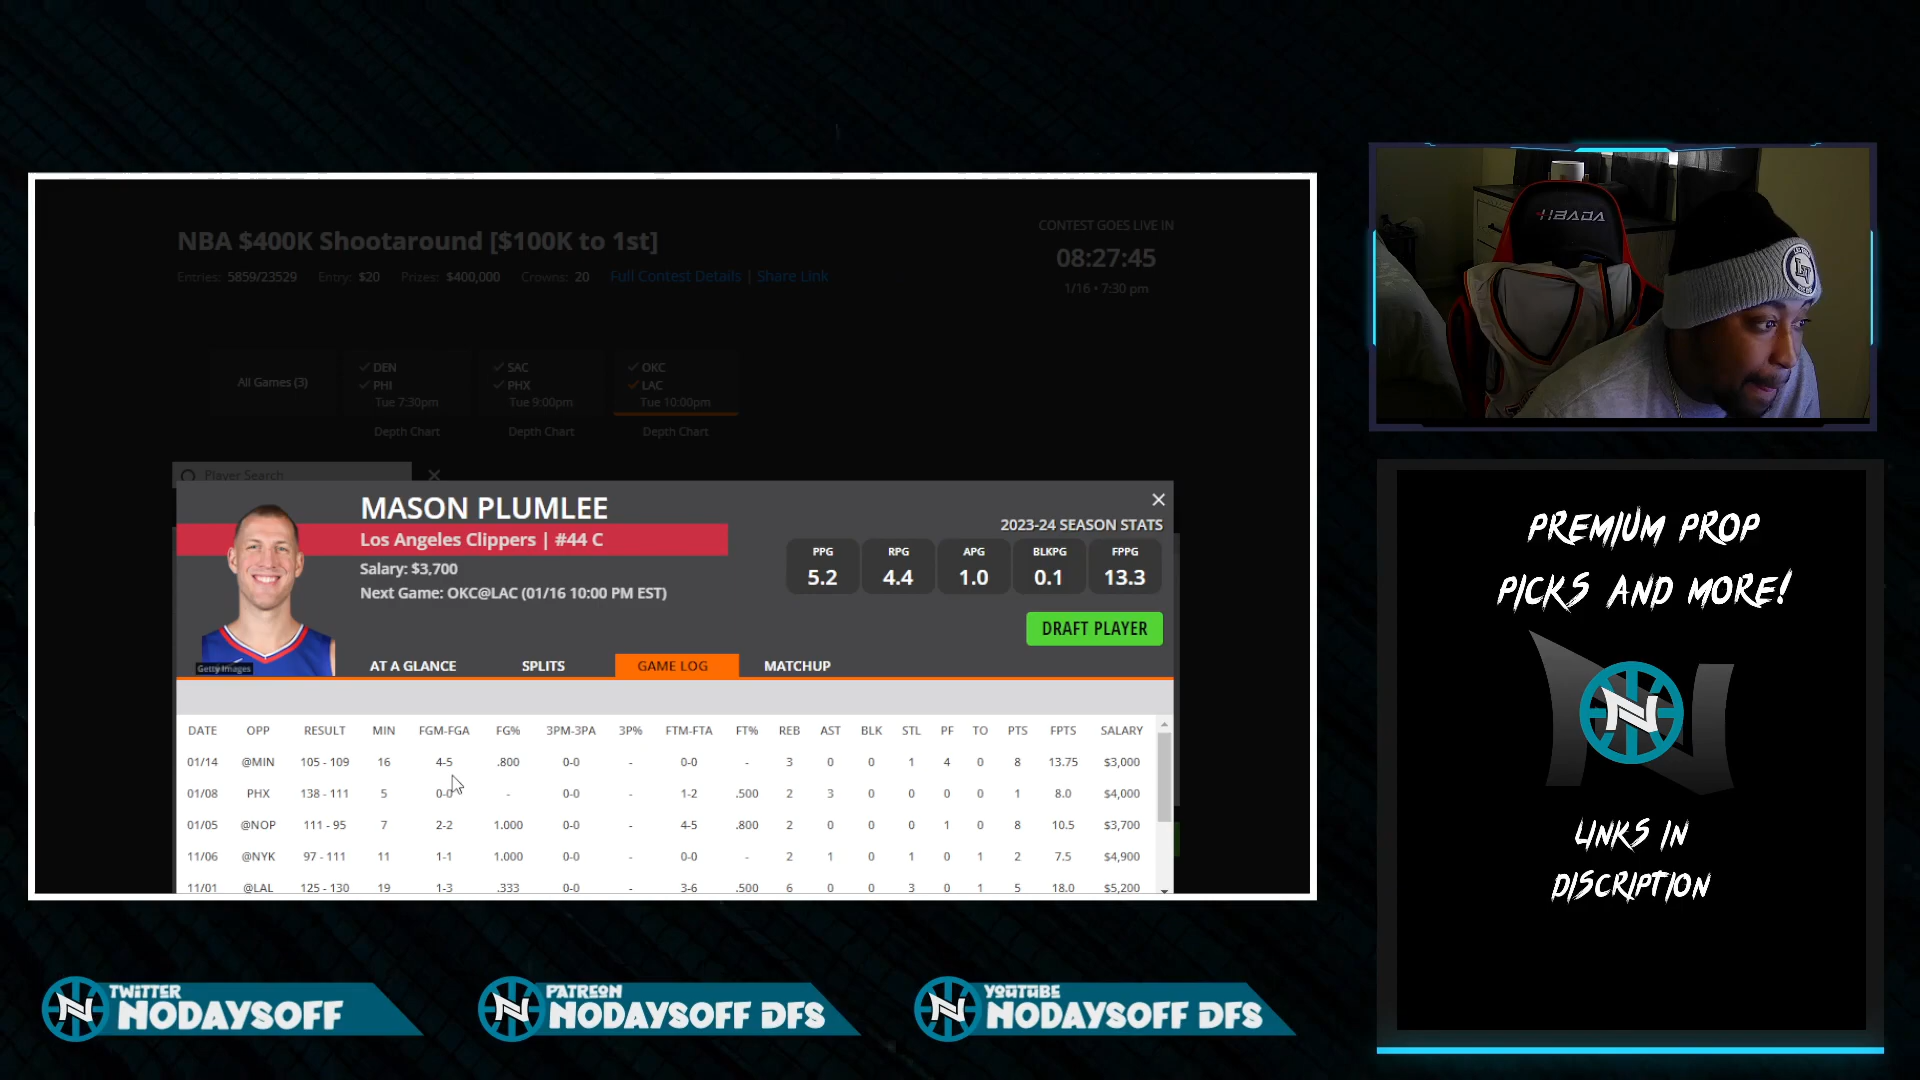 NBA $400K Shootaround [$100K to 1st]
Entries: 5859/23529 Entry: $20 Prizes: $400,000 Crowns: 20 Full Contest Details | Share Link
CONTEST GOES LIVE IN
08:27:45
1/16 • 7:30 pm
All Games (3)
DEN
PHI
Tue 7:30pm
Depth Chart
SAC
PHX
Tue 9:00pm
Depth Chart
OKC
LAC
Tue 10:00pm
Depth Chart
Player Search
MASON PLUMLEE
Los Angeles Clippers | #44 C
Salary: $3,700
Next Game: OKC@LAC (01/16 10:00 PM EST)
Getty Images
2023-24 SEASON STATS
PPG RPG APG BLKPG FPPG
5.2 4.4 1.0 0.1 13.3
DRAFT PLAYER
AT A GLANCE SPLITS GAME LOG MATCHUP
DATE OPP RESULT MIN FGM-FGA FG% 3PM-3PA 3P% FTM-FTA FT% REB AST BLK STL PF TO PTS FPTS SALARY
01/14 @MIN 105 - 109 16 4-5 .800 0-0 - 0-0 - 3 0 0 1 4 0 8 13.75 $3,000
01/08 PHX 138 - 111 5 0-0 - 0-0 - 1-2 .500 2 3 0 0 0 0 1 8.0 $4,000
01/05 @NOP 111 - 95 7 2-2 1.000 0-0 - 4-5 .800 2 0 0 0 1 0 8 10.5 $3,700
11/06 @NYK 97 - 111 11 1-1 1.000 0-0 - 0-0 - 2 1 0 1 0 1 2 7.5 $4,900
11/01 @LAL 125 - 130 19 1-3 .333 0-0 - 3-6 .500 6 0 0 3 0 1 5 18.0 $5,200
HBADA
LV
PREMIUM PROP
PICKS AND MORE!
N
LINKS IN
DISCRIPTION
TWITTER
NODAYSOFF
PATREON
NODAYSOFF DFS
YOUTUBE
NODAYSOFF DFS